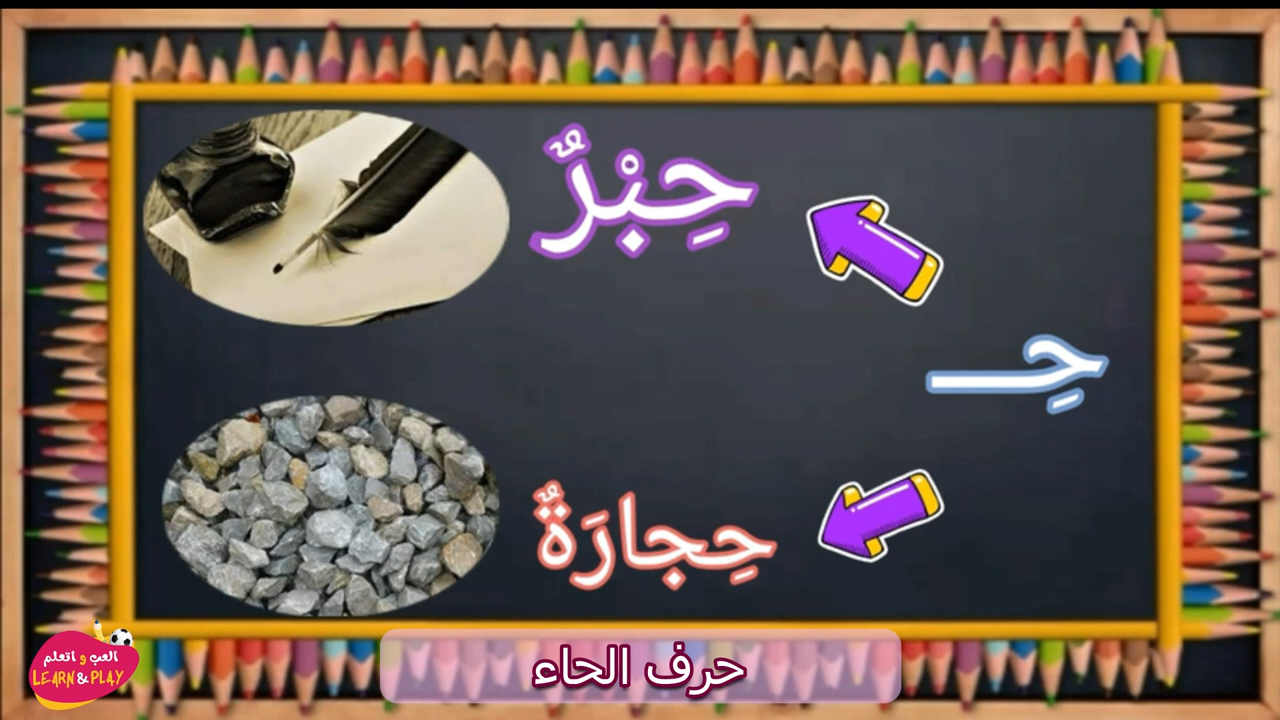 حِبْرٌ
حِـ
حِجارَةٌ
العب و اتعلم
LEARN & PLAY
حرف الحاء